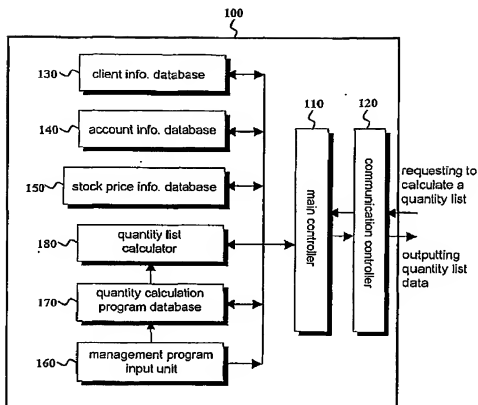 100
130
client info. database
110
120
140
account info. database
150
stock price info. database
main controller
communication controller
requesting to
calculate a
quantity list
180
quantity list
calculator
outputting
quantity list
data
170
quantity calculation
program database
160
management program
input unit